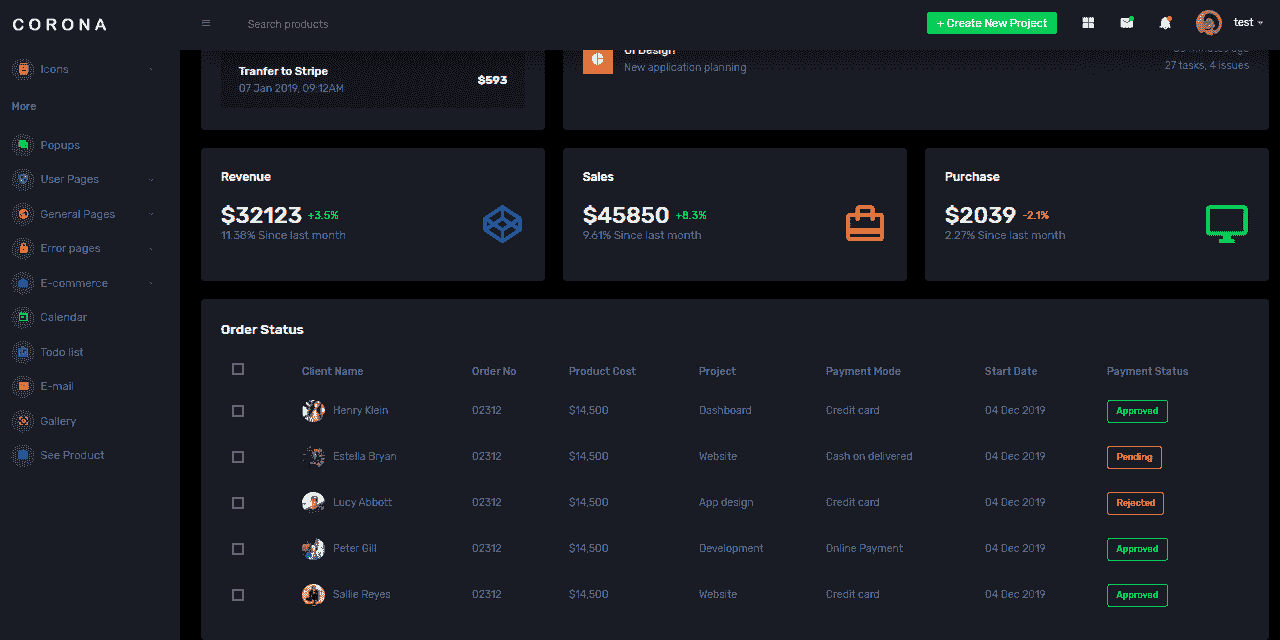 CORONA
Search products
+ Create New Project
test
Icons
More
Popups
User Pages
General Pages
Error pages
E-commerce
Calendar
Todo list
E-mail
Gallery
See Product
Tranfer to Stripe
07 Jan 2019, 09:12AM
$593
UI Design
New application planning
27 tasks, 4 issues
Revenue
$32123 +3.5%
11.38% Since last month
Sales
$45850 +8.3%
9.61% Since last month
Purchase
$2039 -2.1%
2.27% Since last month
Order Status
Client Name Order No Product Cost Project Payment Mode Start Date Payment Status
Henry Klein 02312 $14,500 Dashboard Credit card 04 Dec 2019 Approved
Estella Bryan 02312 $14,500 Website Cash on delivered 04 Dec 2019 Pending
Lucy Abbott 02312 $14,500 App design Credit card 04 Dec 2019 Rejected
Peter Gill 02312 $14,500 Development Online Payment 04 Dec 2019 Approved
Sallie Reyes 02312 $14,500 Website Credit card 04 Dec 2019 Approved